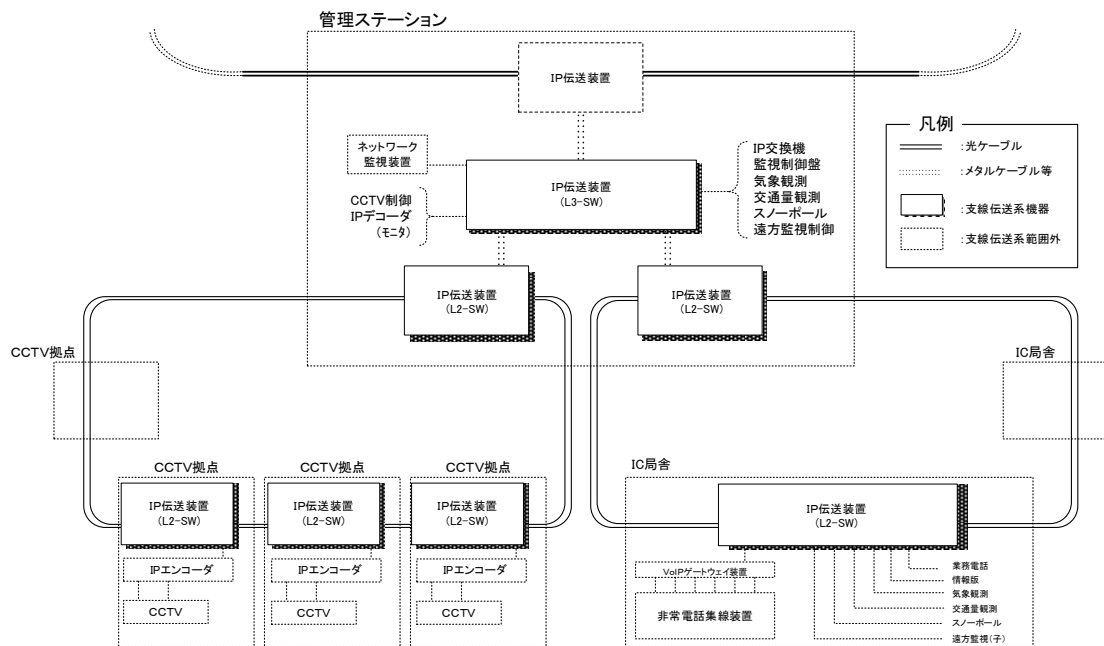 管理ステーション
IP伝送装置
ネットワーク
監視装置
IP伝送装置
(L3-SW)
CCTV制御
IPデコーダ
(モニタ)
IP交換機
監視制御盤
気象観測
交通量観測
スノーポール
遠方監視制御
凡例
:光ケーブル
:メタルケーブル等
:支線伝送系機器
:支線伝送系範囲外
IP伝送装置
(L2-SW)
IP伝送装置
(L2-SW)
CCTV拠点
IC局舎
CCTV拠点
CCTV拠点
CCTV拠点
IC局舎
IP伝送装置
(L2-SW)
IP伝送装置
(L2-SW)
IP伝送装置
(L2-SW)
IP伝送装置
(L2-SW)
IPエンコーダ
IPエンコーダ
IPエンコーダ
CCTV
CCTV
CCTV
VoIPゲートウェイ装置
非常電話集線装置
業務電話
情報版
気象観測
交通量観測
スノーポール
遠方監視(子)